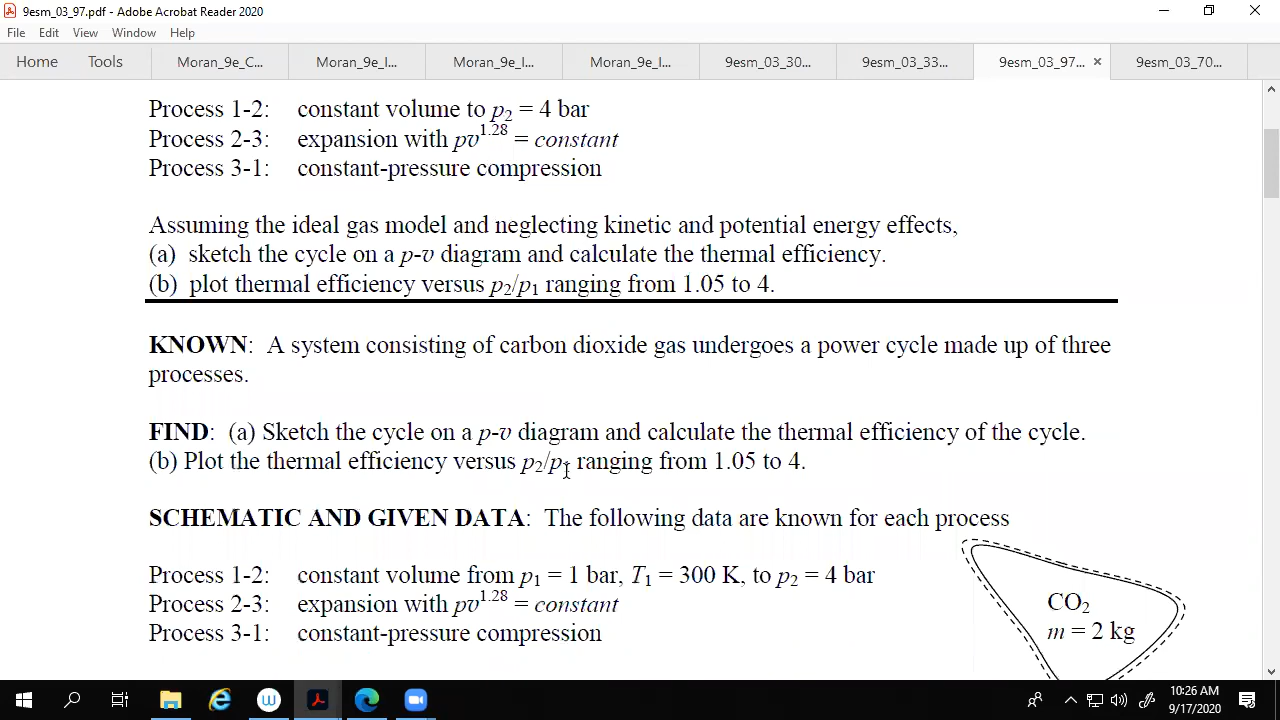 9esm_03_97.pdf - Adobe Acrobat Reader 2020
File Edit View Window Help
Home Tools Moran_9e_C... Moran_9e_I... Moran_9e_I... Moran_9e_I... 9esm_03_30... 9esm_03_33... 9esm_03_97... × 9esm_03_70...
Process 1-2: constant volume to p₂ = 4 bar
Process 2-3: expansion with pv¹·²⁸ = constant
Process 3-1: constant-pressure compression
Assuming the ideal gas model and neglecting kinetic and potential energy effects,
(a) sketch the cycle on a p-v diagram and calculate the thermal efficiency.
(b) plot thermal efficiency versus p₂/p₁ ranging from 1.05 to 4.
KNOWN: A system consisting of carbon dioxide gas undergoes a power cycle made up of three
processes.
FIND: (a) Sketch the cycle on a p-v diagram and calculate the thermal efficiency of the cycle.
(b) Plot the thermal efficiency versus p₂/p₁ ranging from 1.05 to 4.
SCHEMATIC AND GIVEN DATA: The following data are known for each process
Process 1-2: constant volume from p₁ = 1 bar, T₁ = 300 K, to p₂ = 4 bar
Process 2-3: expansion with pv¹·²⁸ = constant
Process 3-1: constant-pressure compression
CO₂
m = 2 kg
10:26 AM
9/17/2020